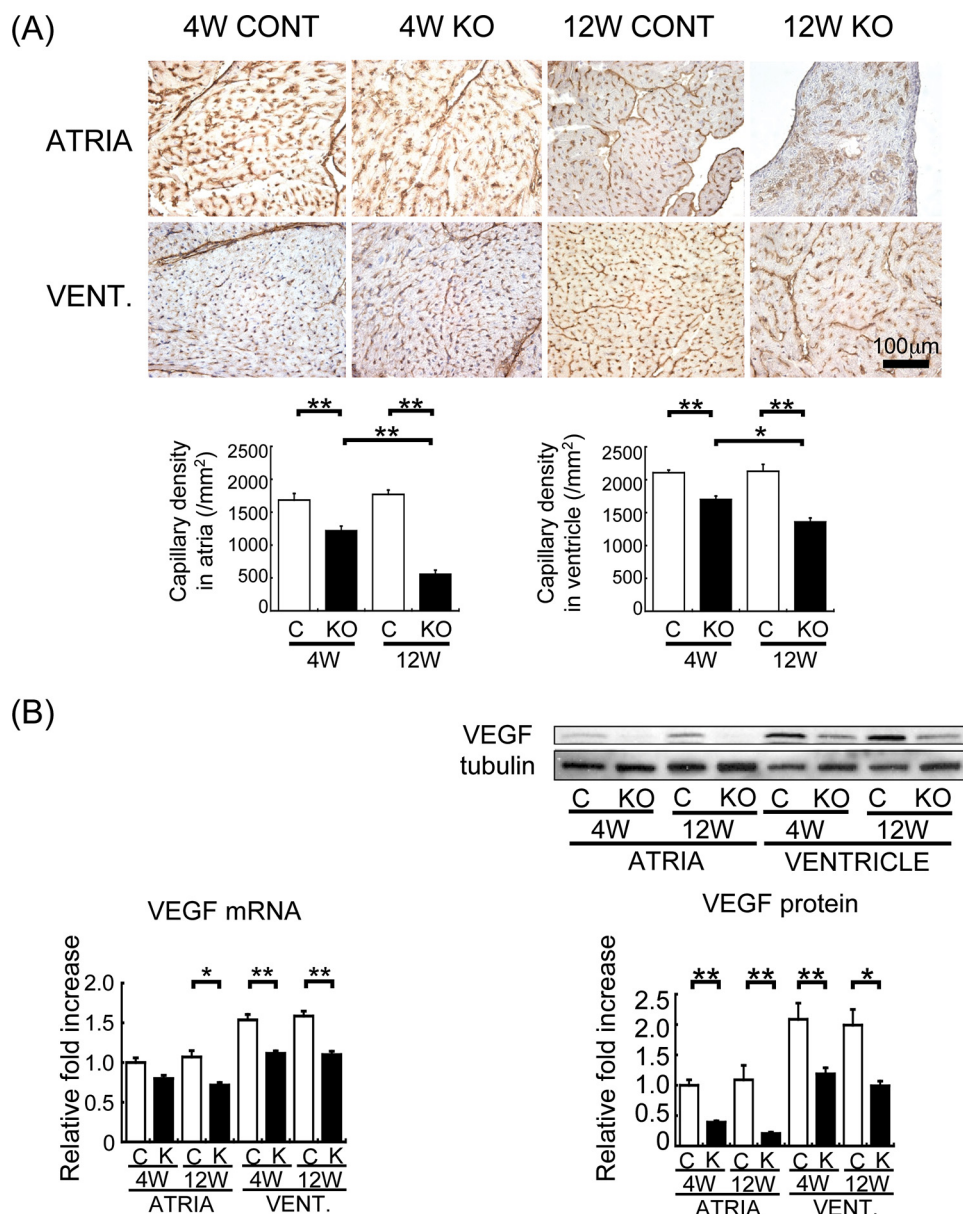 (A)
4W CONT 4W KO 12W CONT 12W KO
ATRIA
VENT.
100μm
** **
**
Capillary density
in atria (/mm²)
2500
2000
1500
1000
500
0
C KO C KO
4W 12W
** **
*
Capillary density
in ventricle (/mm²)
2500
2000
1500
1000
500
0
C KO C KO
4W 12W
(B)
VEGF
tubulin
C KO C KO C KO C KO
4W 12W 4W 12W
ATRIA VENTRICLE
VEGF mRNA
* ** **
Relative fold increase
2.0
1.5
1.0
0.5
0
C K C K C K C K
4W 12W 4W 12W
ATRIA VENT.
VEGF protein
** ** ** *
Relative fold increase
2.5
2.0
1.0
0.5
0
C K C K C K C K
4W 12W 4W 12W
ATRIA VENT.